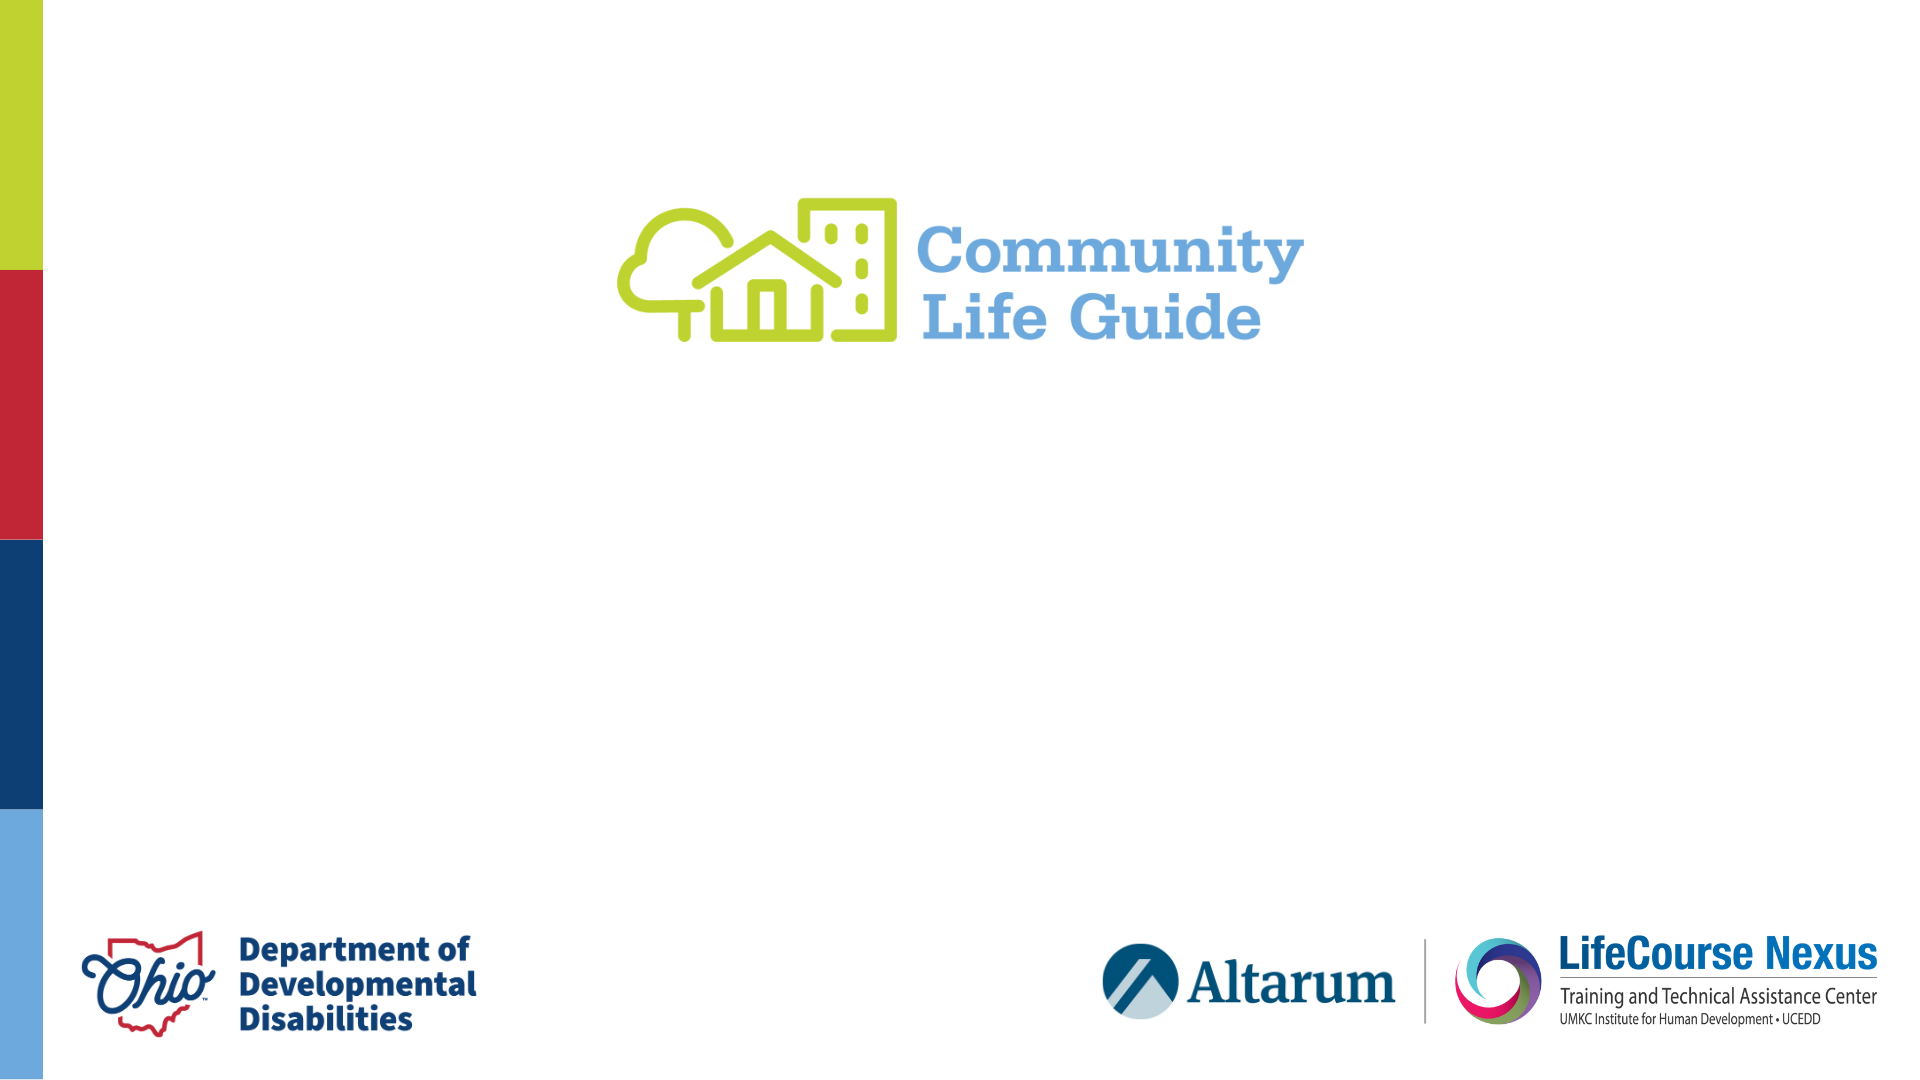 Community
Life Guide
Ohio
Department of
Developmental
Disabilities
Altarum
LifeCourse Nexus
Training and Technical Assistance Center
UMKC Institute for Human Development • UCEDD